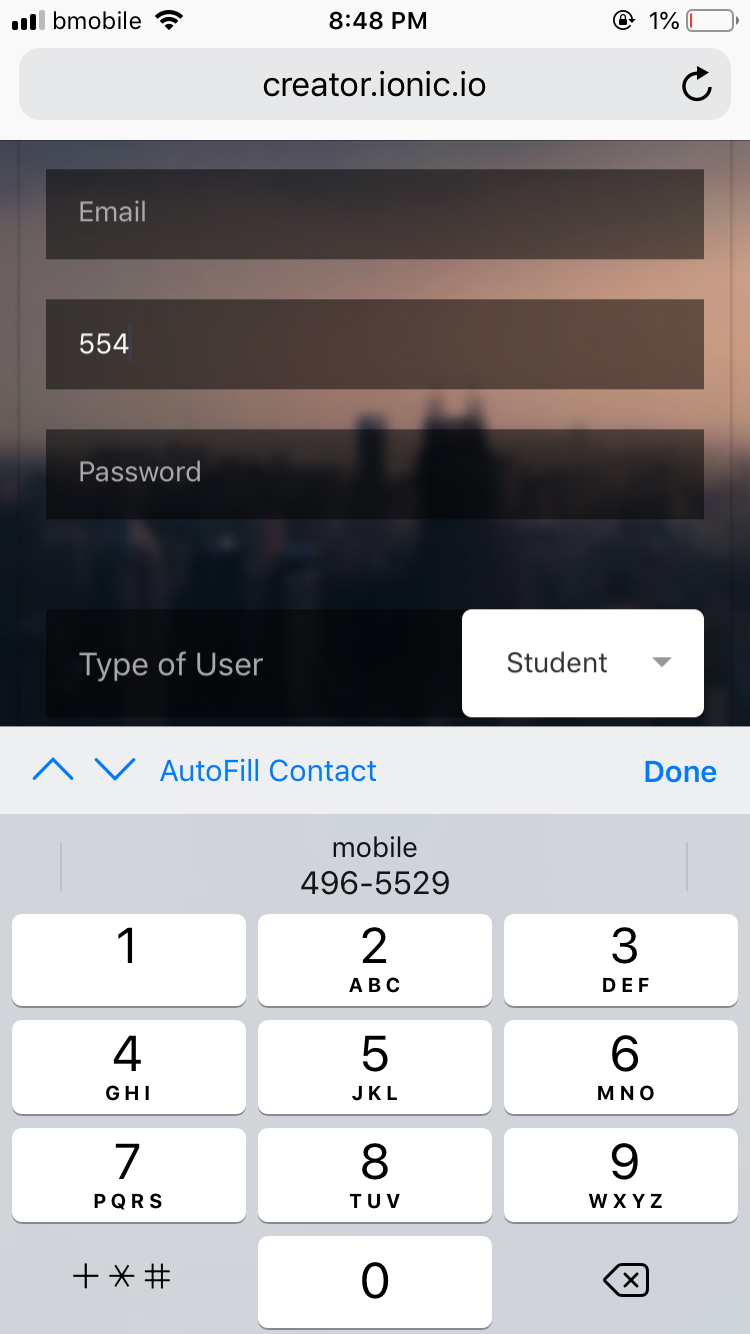 bmobile 8:48 PM 1%
creator.ionic.io
Email
554
Password
Type of User Student
AutoFill Contact Done
mobile
496-5529
1 2 3
ABC DEF
4 5 6
GHI JKL MNO
7 8 9
PQRS TUV WXYZ
+*# 0